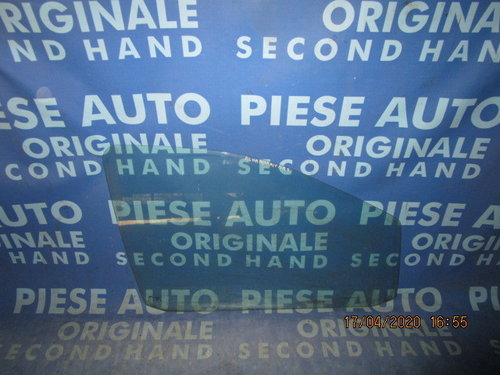 PIESE ORIGINALE
ORIGINALE SECOND HAND
SECOND HAND
PIESE AUTO PIESE AUTO
ORIGINALE ORIGINALE
SECOND HAND SECOND HAND
AUTO PIESE AUTO PIESE
ORIGINALE ORIGINALE ORIGINALE
SECOND HAND SECOND HAND
PIESE AUTO PIESE AUTO
ORIGINALE ORIGINALE
SECOND HAND SECOND HAND
17/04/2020 16:55